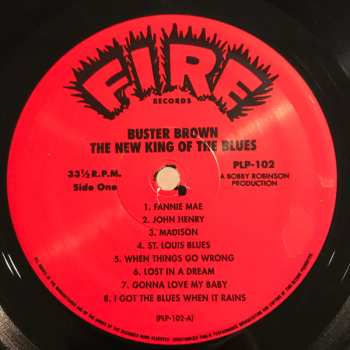 FIRE
RECORDS
BUSTER BROWN
THE NEW KING OF THE BLUES
33⅓ R.P.M.
Side One
PLP-102
A BOBBY ROBINSON
PRODUCTION
1. FANNIE MAE
2. JOHN HENRY
3. MADISON
4. ST. LOUIS BLUES
5. WHEN THINGS GO WRONG
6. LOST IN A DREAM
7. GONNA LOVE MY BABY
8. I GOT THE BLUES WHEN IT RAINS
(PLP-102-A)